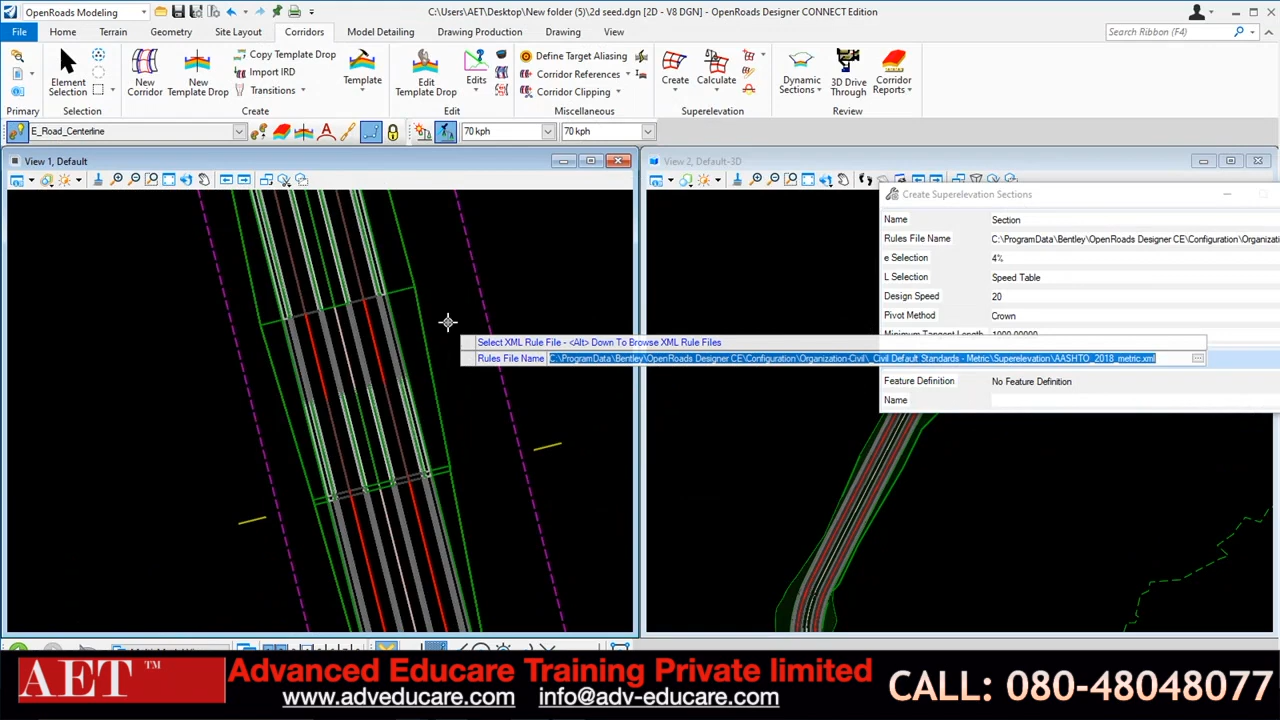 OpenRoads Modeling
C:\Users\AET\Desktop\New folder (5)\2d seed.dgn [2D - V8 DGN] - OpenRoads Designer CONNECT Edition
File Home Terrain Geometry Site Layout Corridors Model Detailing Drawing Production Drawing View
Search Ribbon (F4)
Primary
Element Selection
Selection
New Corridor
New Template Drop
Copy Template Drop
Import IRD
Transitions
Template
Create
Edit Template Drop
Edits
Edit
Define Target Aliasing
Corridor References
Corridor Clipping
Miscellaneous
Create
Calculate
Superelevation
Dynamic Sections
3D Drive Through
Corridor Reports
Review
E_Road_Centerline
70 kph
70 kph
View 1, Default
View 2, Default-3D
Create Superelevation Sections
Name Section
Rules File Name C:\ProgramData\Bentley\OpenRoads Designer CE\Configuration\Organiza
e Selection 4%
L Selection Speed Table
Design Speed 20
Pivot Method Crown
Minimum Tangent Length 1000.00000
Select XML Rule File - <Alt> Down To Browse XML Rule Files
Rules File Name C:\ProgramData\Bentley\OpenRoads Designer CE\Configuration\Organization-Civil\_Civil Default Standards - Metric\Superelevation\AASHTO_2018_metric.xml
Feature Definition No Feature Definition
Name
AET ™
Advanced Educare Training Private limited
www.adveducare.com info@adv-educare.com
CALL: 080-48048077